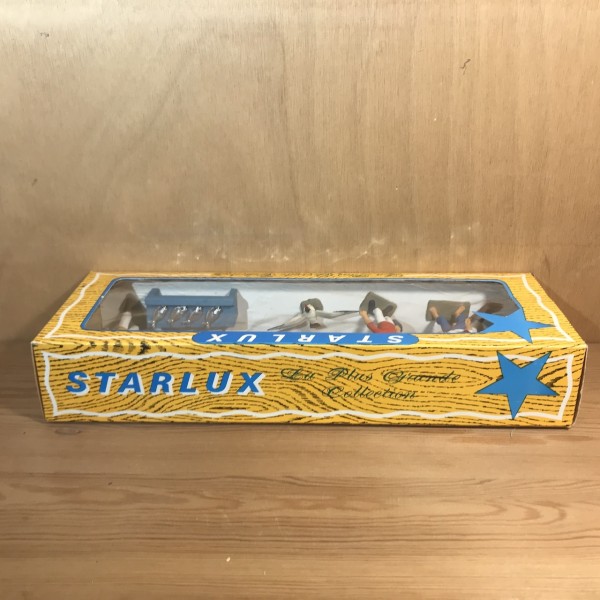 STARLUX
STARLUX
La Plus Grande
Collection